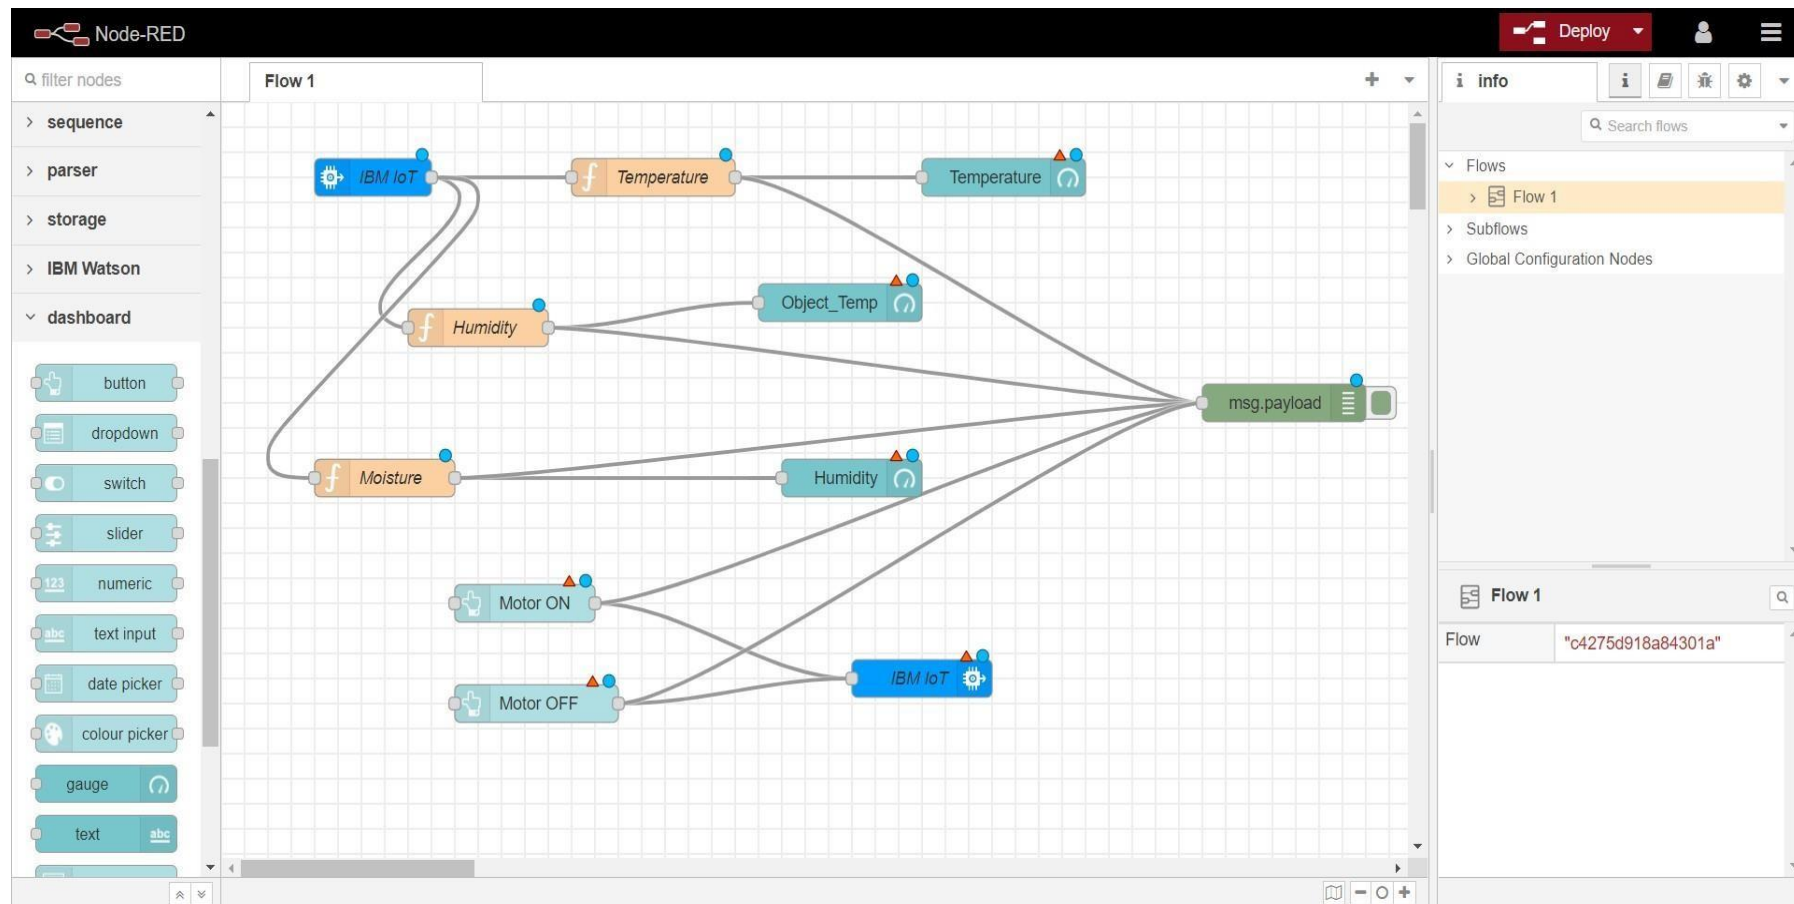 Node-RED
Deploy
filter nodes
Flow 1
info
i
Search flows
sequence
parser
storage
IBM Watson
dashboard
button
dropdown
switch
slider
123 numeric
abc text input
date picker
colour picker
gauge
text abc
IBM IoT
Temperature
Temperature
Object_Temp
Humidity
msg.payload
Moisture
Humidity
Motor ON
IBM IoT
Motor OFF
Flows
Flow 1
Subflows
Global Configuration Nodes
Flow 1
Flow "c4275d918a84301a"